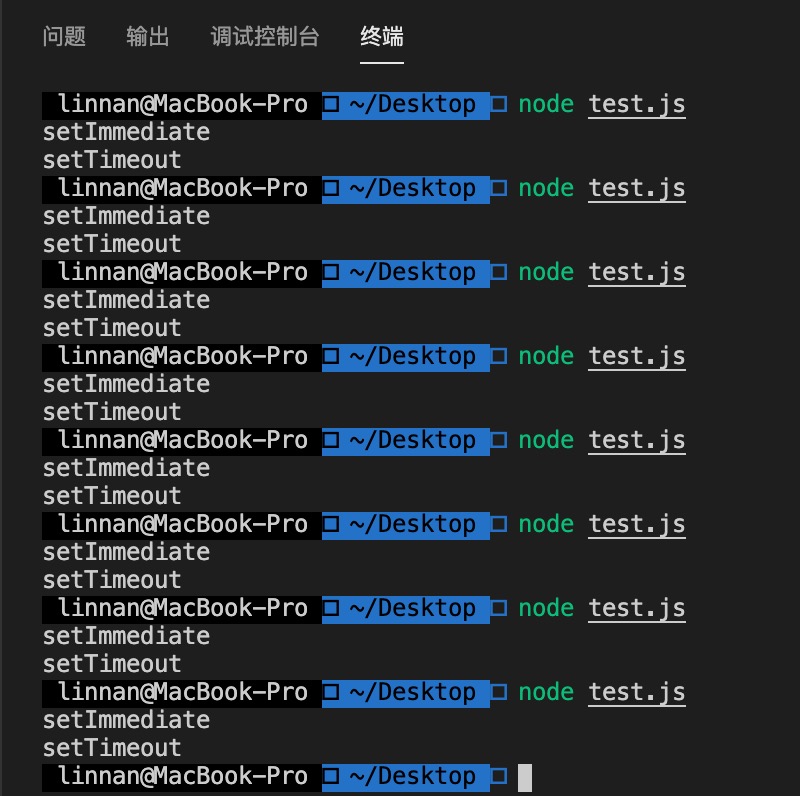 问题 输出 调试控制台 终端
linnan@MacBook-Pro ~/Desktop node test.js
setImmediate
setTimeout
linnan@MacBook-Pro ~/Desktop node test.js
setImmediate
setTimeout
linnan@MacBook-Pro ~/Desktop node test.js
setImmediate
setTimeout
linnan@MacBook-Pro ~/Desktop node test.js
setImmediate
setTimeout
linnan@MacBook-Pro ~/Desktop node test.js
setImmediate
setTimeout
linnan@MacBook-Pro ~/Desktop node test.js
setImmediate
setTimeout
linnan@MacBook-Pro ~/Desktop node test.js
setImmediate
setTimeout
linnan@MacBook-Pro ~/Desktop node test.js
setImmediate
setTimeout
linnan@MacBook-Pro ~/Desktop